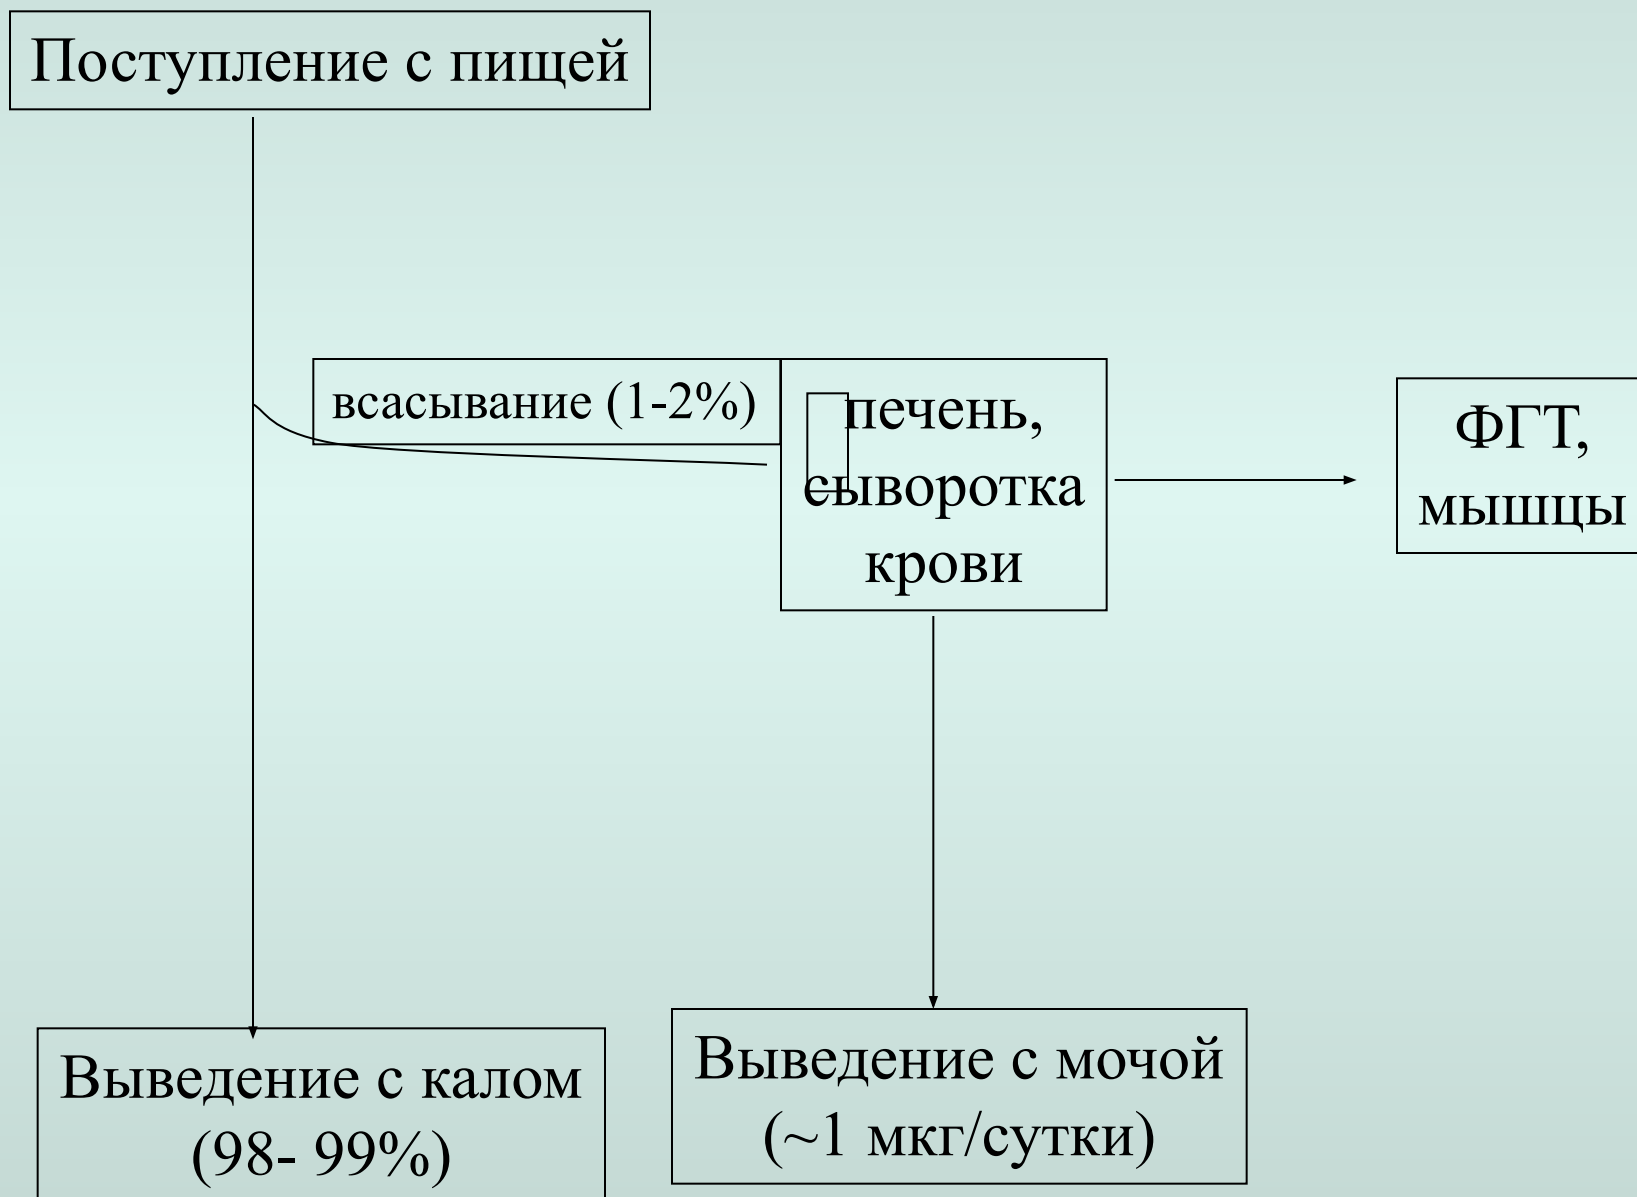 Поступление с пищей
всасывание (1-2%)
печень,
сыворотка
крови
ФГТ,
мышцы
Выведение с калом
(98- 99%)
Выведение с мочой
(~1 мкг/сутки)